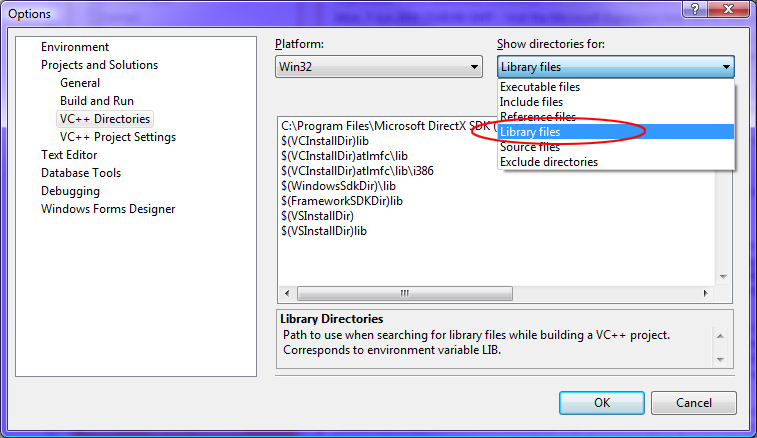 Options
Environment
Projects and Solutions
General
Build and Run
VC++ Directories
VC++ Project Settings
Text Editor
Database Tools
Debugging
Windows Forms Designer
Platform:
Win32
Show directories for:
Library files
Executable files
Include files
Reference files
Library files
Source files
Exclude directories
C:\Program Files\Microsoft DirectX SDK (
$(VCInstallDir)lib
$(VCInstallDir)atlmfc\lib
$(VCInstallDir)atlmfc\lib\i386
$(WindowsSdkDir)\lib
$(FrameworkSDKDir)lib
$(VSInstallDir)
$(VSInstallDir)lib
Library Directories
Path to use when searching for library files while building a VC++ project.
Corresponds to environment variable LIB.
OK
Cancel